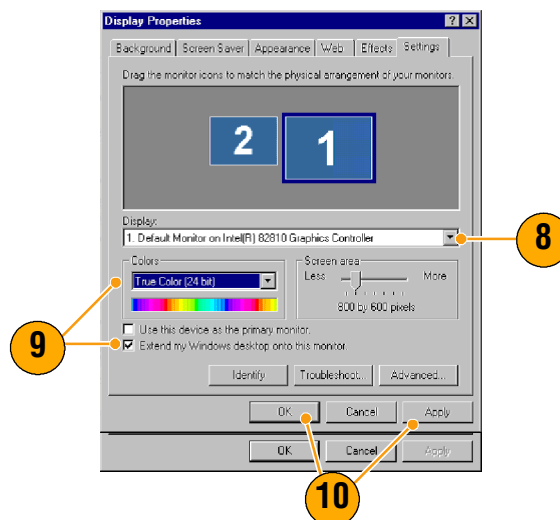 Display Properties
Background Screen Saver Appearance Web Effects Settings
Drag the monitor icons to match the physical arrangement of your monitors.
2 1
Display:
1. Default Monitor on Intel(R) 82810 Graphics Controller
8
Colors
True Color (24 bit)
Screen area
Less More
800 by 600 pixels
9
Use this device as the primary monitor.
Extend my Windows desktop onto this monitor.
Identify Troubleshoot... Advanced...
OK Cancel Apply
OK Cancel Apply
10